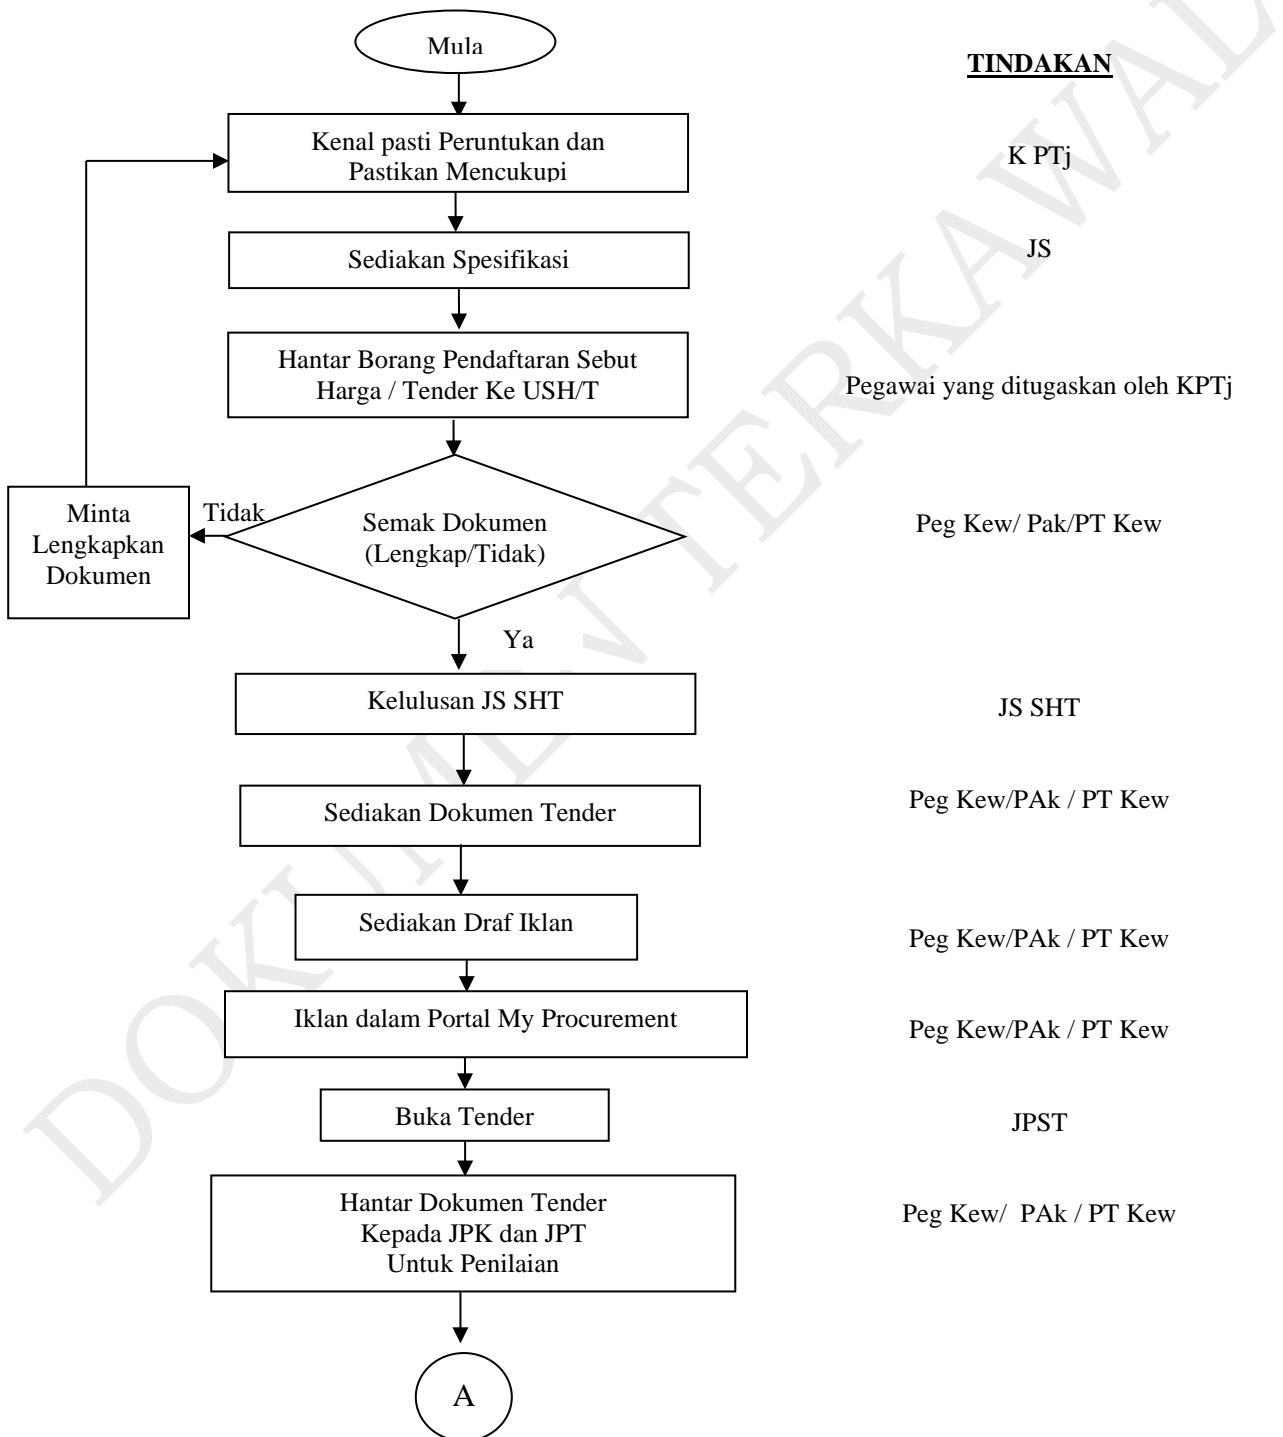 Mula
TINDAKAN
Kenal pasti Peruntukan dan
Pastikan Mencukupi
K PTj
Sediakan Spesifikasi
JS
Hantar Borang Pendaftaran Sebut
Harga / Tender Ke USH/T
Pegawai yang ditugaskan oleh KPTj
Minta
Lengkapkan
Dokumen
Tidak
Semak Dokumen
(Lengkap/Tidak)
Peg Kew/ Pak/PT Kew
Ya
Kelulusan JS SHT
JS SHT
Sediakan Dokumen Tender
Peg Kew/PAk / PT Kew
Sediakan Draf Iklan
Peg Kew/PAk / PT Kew
Iklan dalam Portal My Procurement
Peg Kew/PAk / PT Kew
Buka Tender
JPST
Hantar Dokumen Tender
Kepada JPK dan JPT
Untuk Penilaian
Peg Kew/  PAk / PT Kew
A
DOKUMEN TERKAWAL